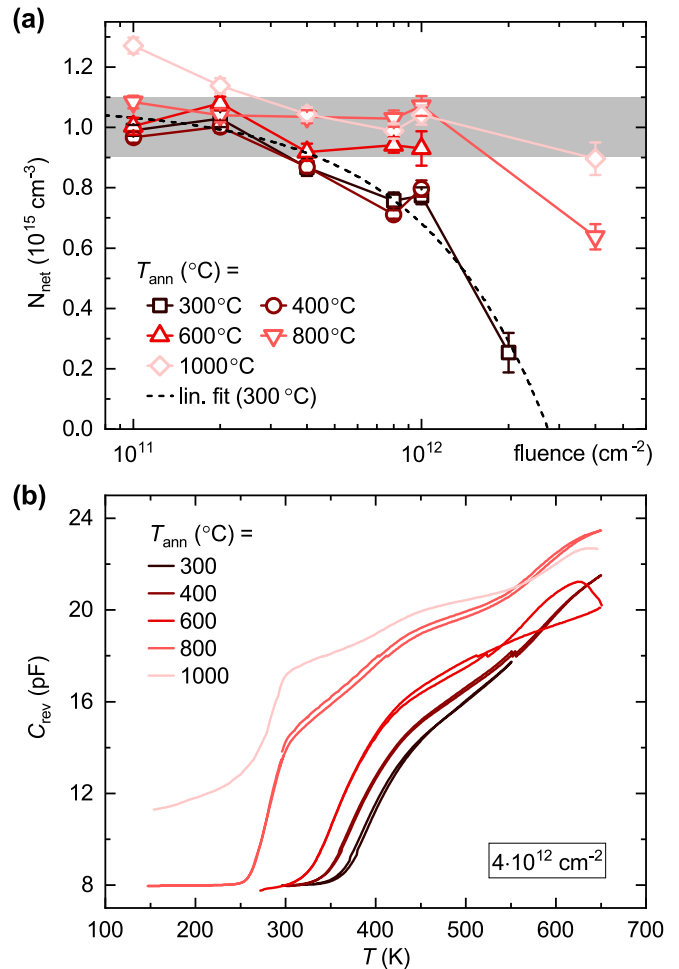 (a)
N_net (10^15 cm^-3)
1.2
1.0
0.8
0.6
0.4
0.2
0.0
T_ann (°C) =
300°C 400°C
600°C 800°C
1000°C
lin. fit (300 °C)
10^11 10^12 fluence (cm^-2)
(b)
C_rev (pF)
24
20
16
12
8
T_ann (°C) =
300
400
600
800
1000
4·10^12 cm^-2
100 200 300 400 500 600 700
T (K)